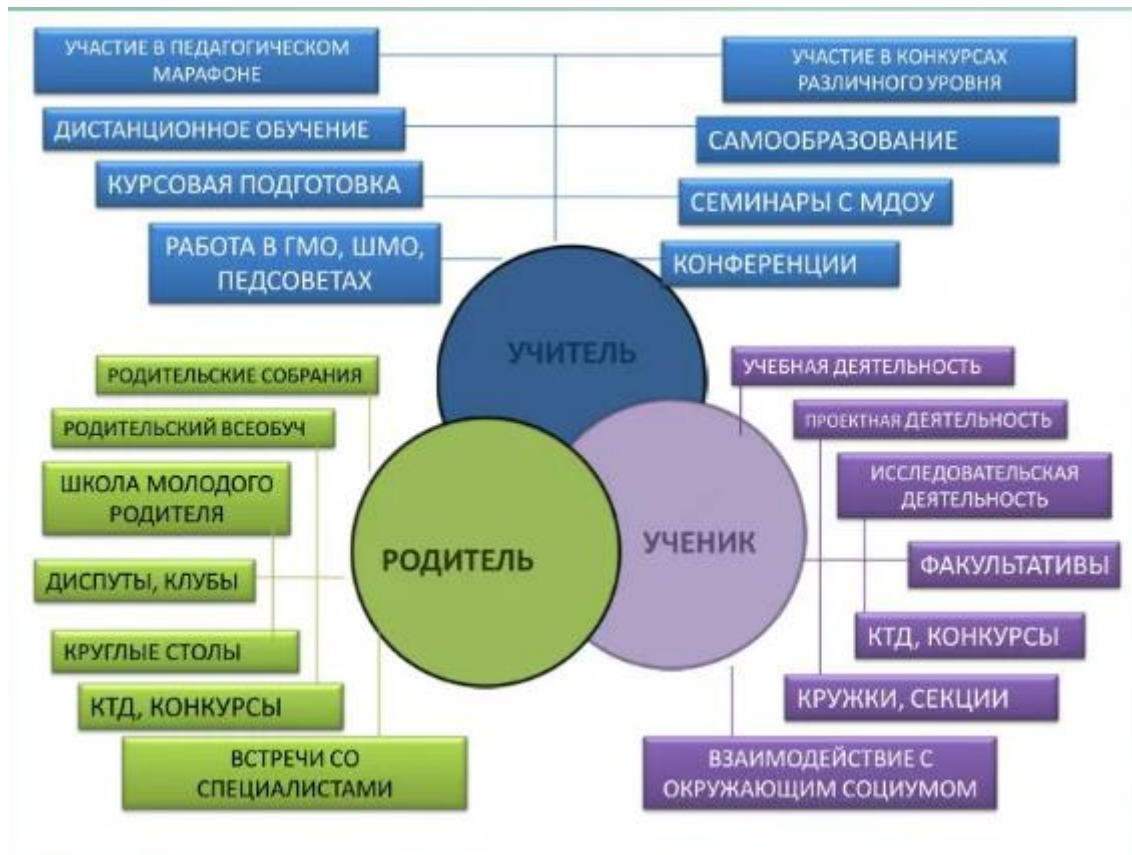 УЧАСТИЕ В ПЕДАГОГИЧЕСКОМ
МАРАФОНЕ
УЧАСТИЕ В КОНКУРСАХ
РАЗЛИЧНОГО УРОВНЯ
ДИСТАНЦИОННОЕ ОБУЧЕНИЕ
САМООБРАЗОВАНИЕ
КУРСОВАЯ ПОДГОТОВКА
СЕМИНАРЫ С МДОУ
РАБОТА В ГМО, ШМО,
ПЕДСОВЕТАХ
КОНФЕРЕНЦИИ
УЧИТЕЛЬ
РОДИТЕЛЬСКИЕ СОБРАНИЯ
РОДИТЕЛЬСКИЙ ВСЕОБУЧ
ШКОЛА МОЛОДОГО
РОДИТЕЛЯ
ДИСПУТЫ, КЛУБЫ
КРУГЛЫЕ СТОЛЫ
КТД, КОНКУРСЫ
ВСТРЕЧИ СО
СПЕЦИАЛИСТАМИ
РОДИТЕЛЬ
УЧЕНИК
УЧЕБНАЯ ДЕЯТЕЛЬНОСТЬ
ПРОЕКТНАЯ ДЕЯТЕЛЬНОСТЬ
ИССЛЕДОВАТЕЛЬСКАЯ
ДЕЯТЕЛЬНОСТЬ
ФАКУЛЬТАТИВЫ
КТД, КОНКУРСЫ
КРУЖКИ, СЕКЦИИ
ВЗАИМОДЕЙСТВИЕ С
ОКРУЖАЮЩИМ СОЦИУМОМ